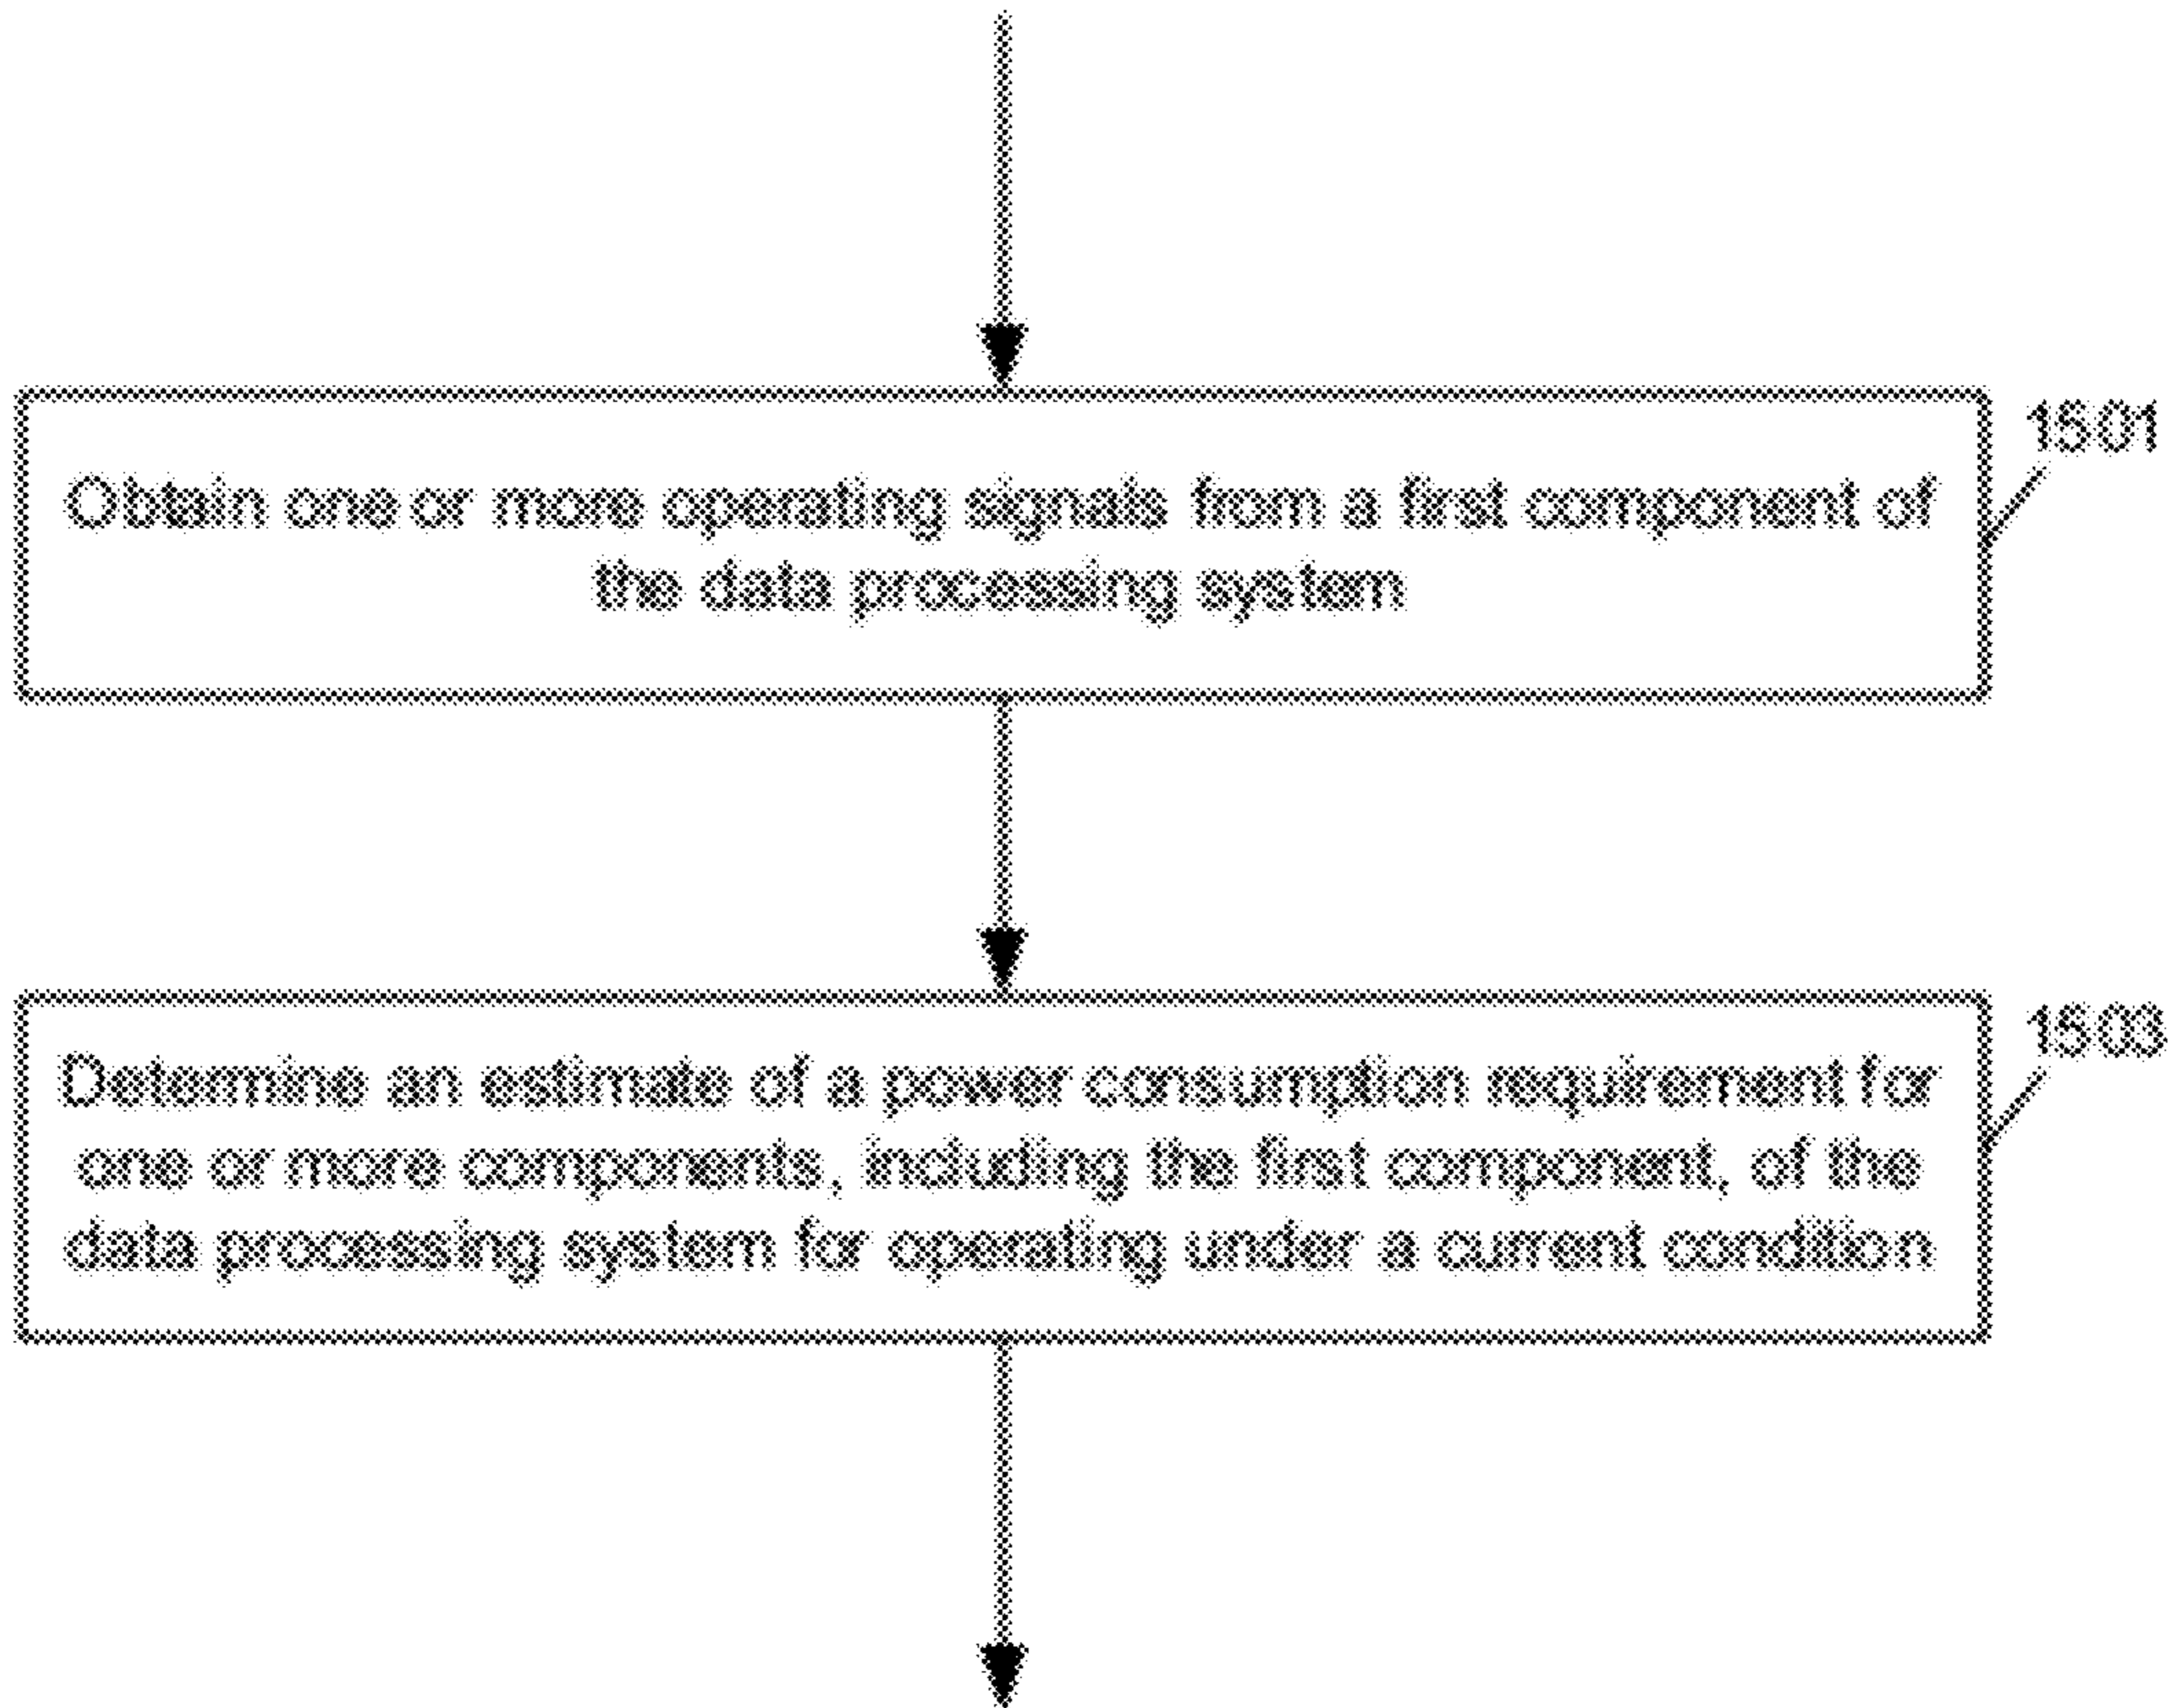 1501
Obtain one or more operating signals from a first component of
the data processing system
1503
Determine an estimate of a power consumption requirement for
one or more components, including the first component, of the
data processing system for operating under a current condition